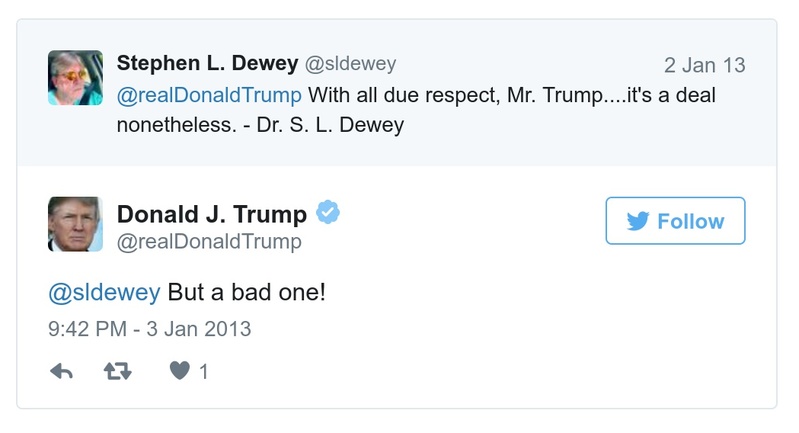 Stephen L. Dewey @sldewey 2 Jan 13
@realDonaldTrump With all due respect, Mr. Trump....it's a deal
nonetheless. - Dr. S. L. Dewey
Donald J. Trump
@realDonaldTrump
Follow
@sldewey But a bad one!
9:42 PM - 3 Jan 2013
1